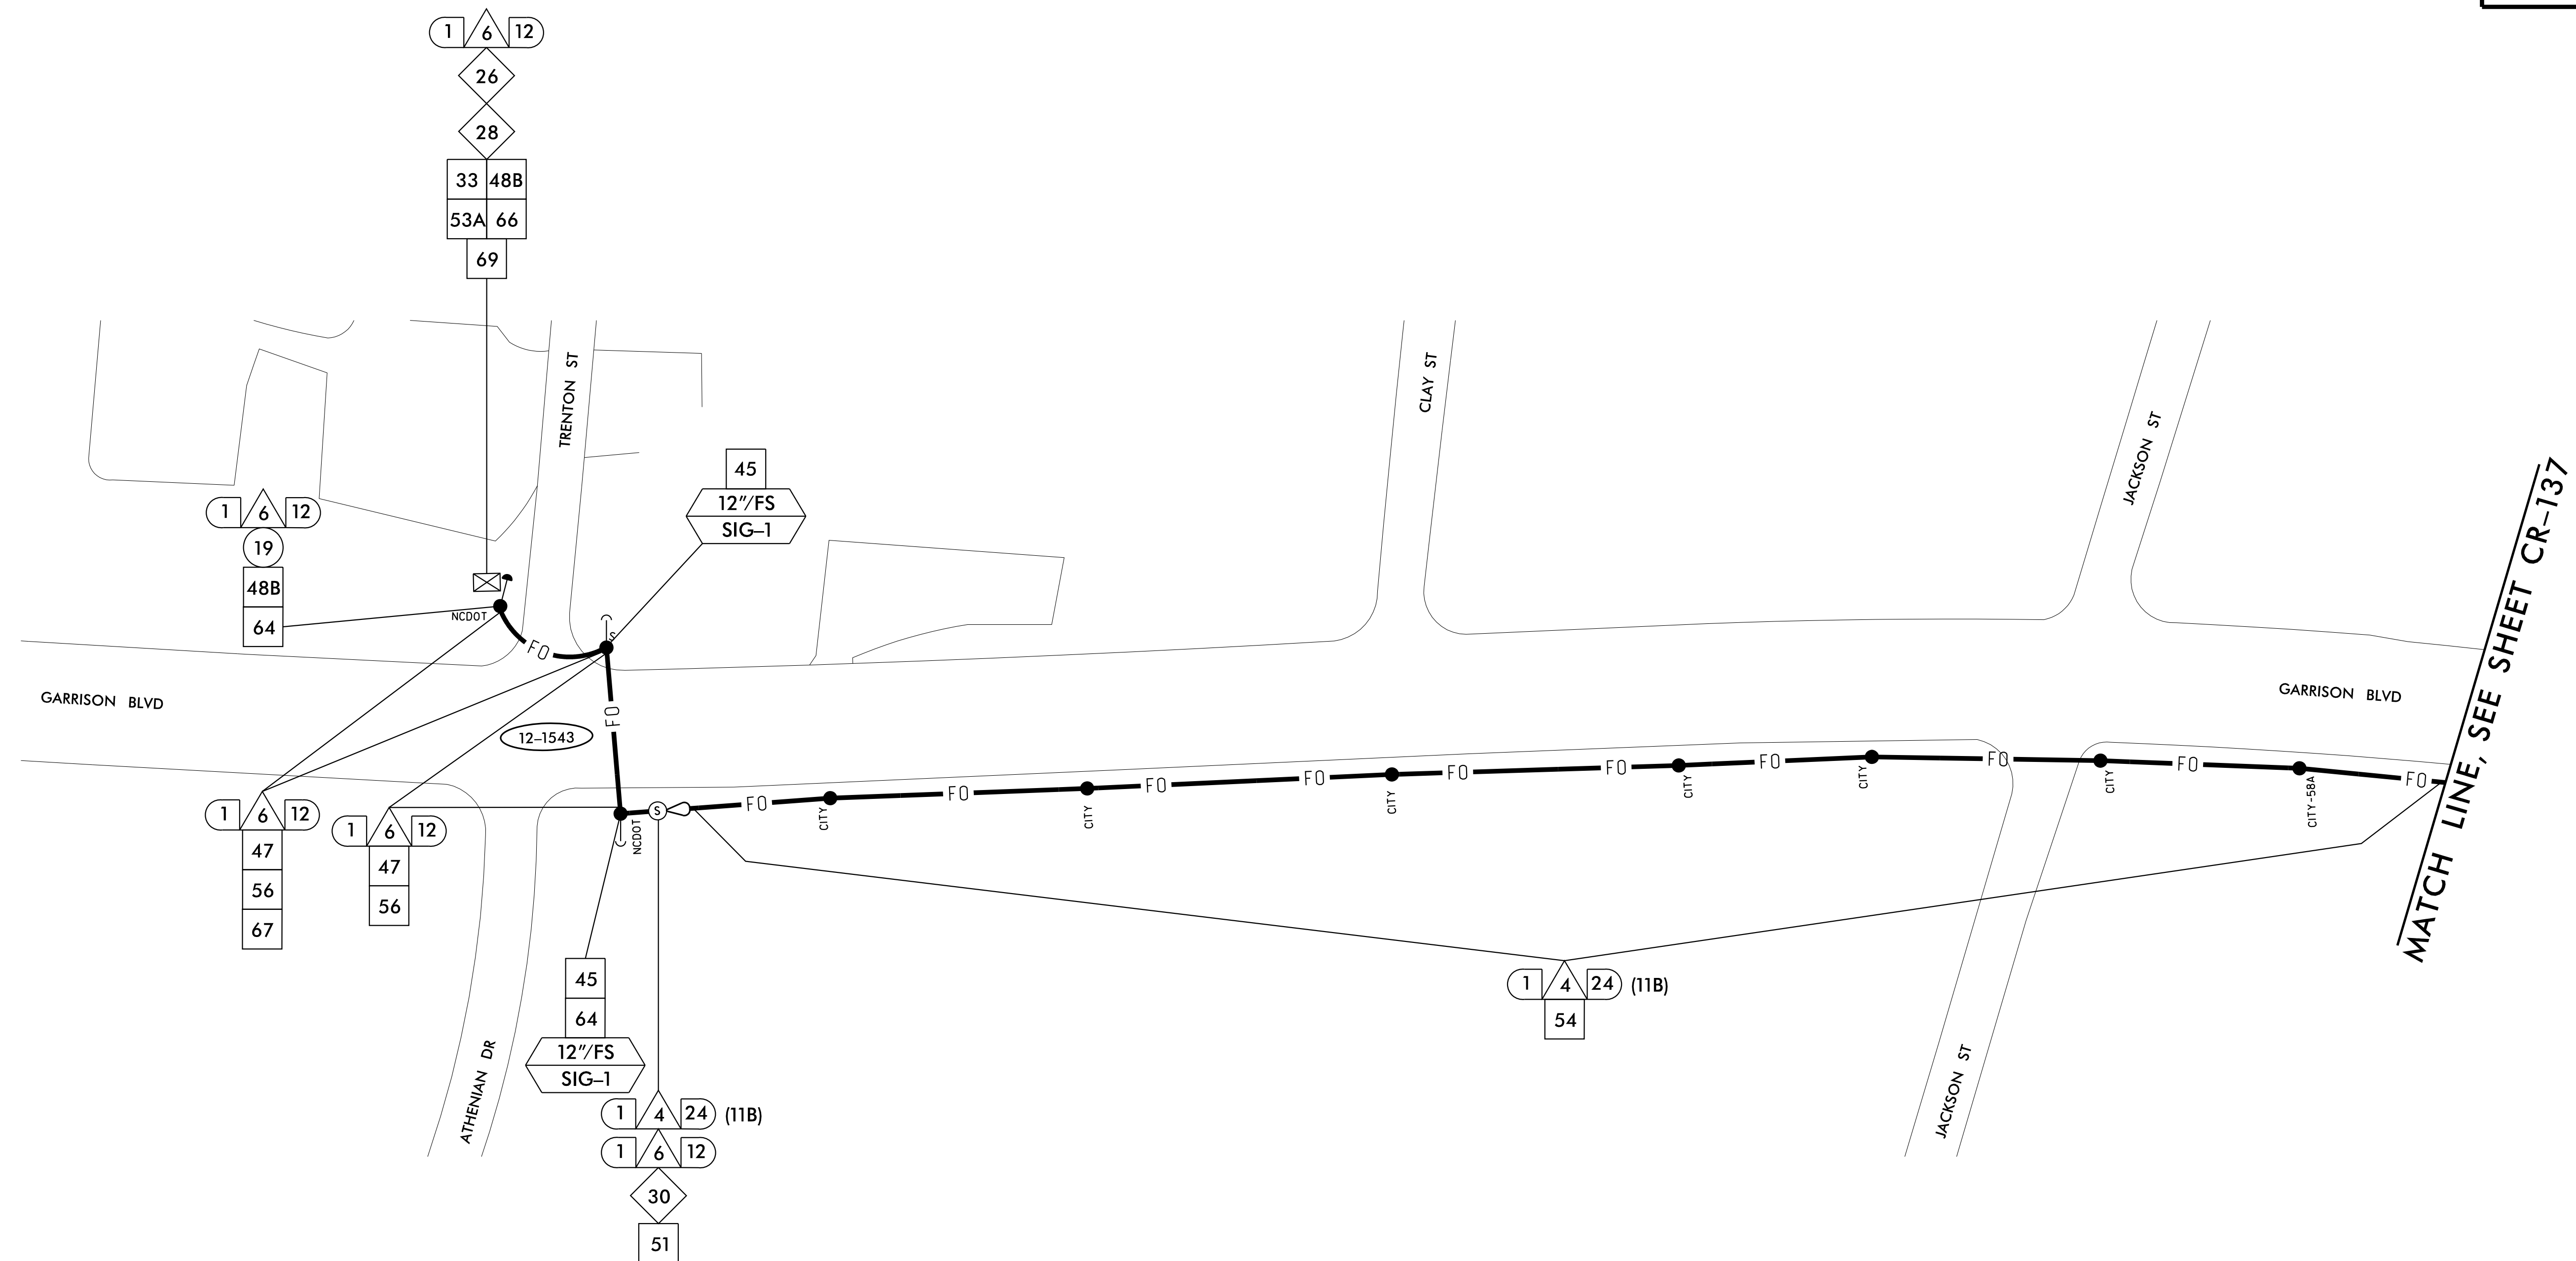 1 6 12
26
28
33 48B
53A 66
69
TRENTON ST
CLAY ST
JACKSON ST
45
12"/FS
SIG-1
1 6 12
19
48B
64
NCDOT
S
FO
GARRISON BLVD
FO
12-1543
GARRISON BLVD
MATCH LINE, SEE SHEET CR-137
1 6 12
47
56
67
1 6 12
47
56
NCDOT
S
FO
CITY
FO
CITY
FO
FO
CITY
FO
FO
CITY
FO
CITY
FO
CITY
FO
CITY-58A
FO
45
64
12"/FS
SIG-1
ATHENIAN DR
1 4 24 (11B)
54
JACKSON ST
1 4 24 (11B)
1 6 12
30
51